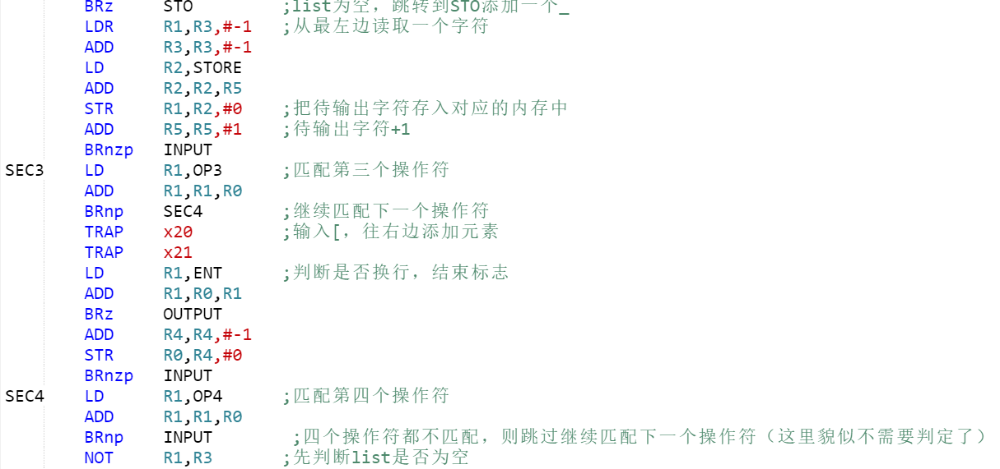 BRz STO ;list为空，跳转到STO添加一个_
LDR R1,R3,#-1 ;从最左边读取一个字符
ADD R3,R3,#-1
LD R2,STORE
ADD R2,R2,R5
STR R1,R2,#0 ;把待输出字符存入对应的内存中
ADD R5,R5,#1 ;待输出字符+1
BRnzp INPUT
SEC3 LD R1,OP3 ;匹配第三个操作符
ADD R1,R1,R0
BRnp SEC4 ;继续匹配下一个操作符
TRAP x20 ;输入[，往右边添加元素
TRAP x21
LD R1,ENT ;判断是否换行，结束标志
ADD R1,R0,R1
BRz OUTPUT
ADD R4,R4,#-1
STR R0,R4,#0
BRnzp INPUT
SEC4 LD R1,OP4 ;匹配第四个操作符
ADD R1,R1,R0
BRnp INPUT ;四个操作符都不匹配，则跳过继续匹配下一个操作符（这里貌似不需要判定了）
NOT R1,R3 ;先判断list是否为空